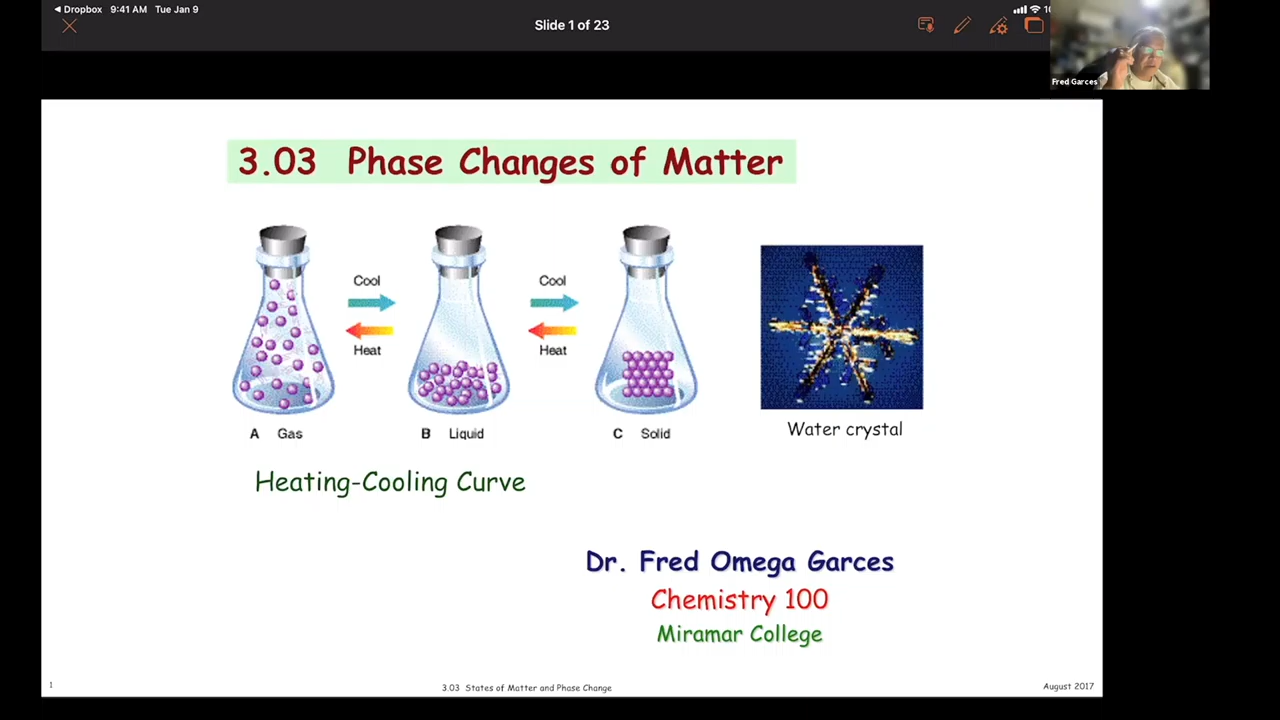 Dropbox 9:41 AM Tue Jan 9
Slide 1 of 23
Fred Garces
3.03 Phase Changes of Matter
Cool
Cool
Heat
Heat
A Gas
B Liquid
C Solid
Water crystal
Heating-Cooling Curve
Dr. Fred Omega Garces
Chemistry 100
Miramar College
1
3.03 States of Matter and Phase Change
August 2017